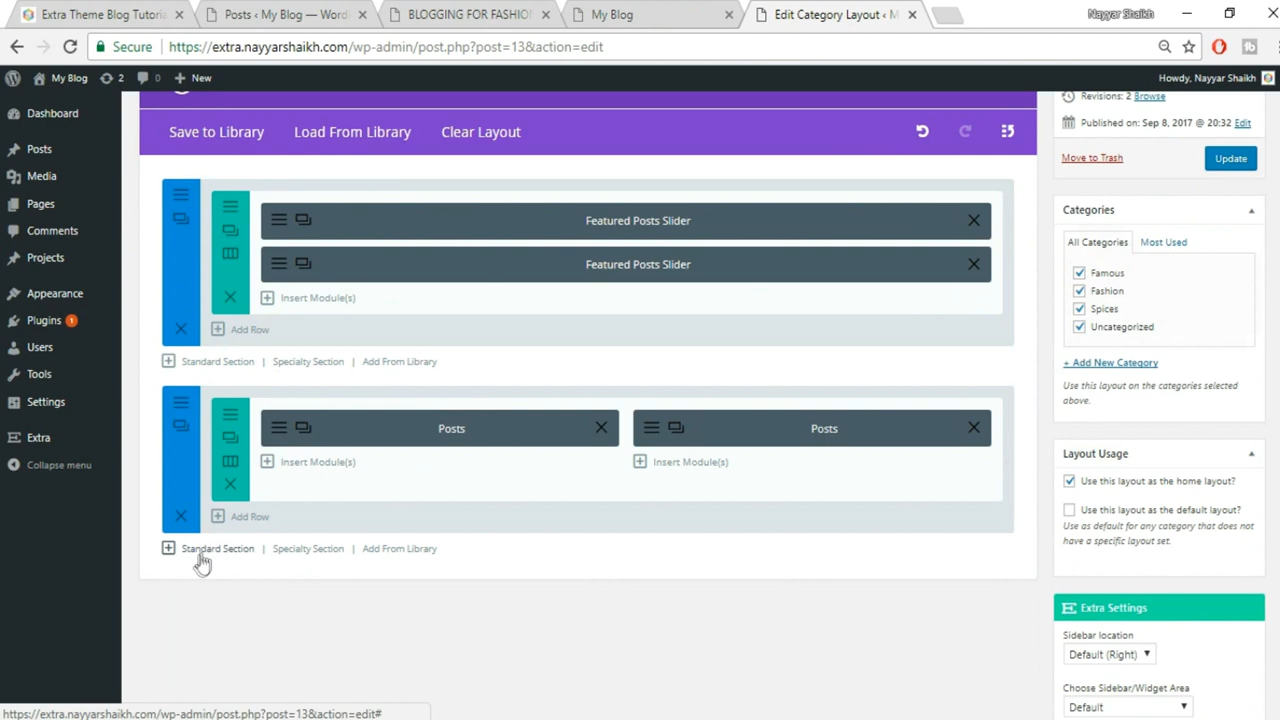 Extra Theme Blog Tutoria
Posts ‹ My Blog — Word
BLOGGING FOR FASHIO
My Blog
Edit Category Layout ‹ M
Nayyar Shaikh
Secure
https://extra.nayyarshaikh.com/wp-admin/post.php?post=13&action=edit
My Blog
2
0
New
Howdy, Nayyar Shaikh
Dashboard
Posts
Media
Pages
Comments
Projects
Appearance
Plugins 1
Users
Tools
Settings
Extra
Collapse menu
Save to Library
Load From Library
Clear Layout
Featured Posts Slider
Featured Posts Slider
Insert Module(s)
Add Row
Standard Section | Specialty Section | Add From Library
Posts
Posts
Insert Module(s)
Insert Module(s)
Add Row
Standard Section | Specialty Section | Add From Library
Revisions: 2 Browse
Published on: Sep 8, 2017 @ 20:32 Edit
Move to Trash
Update
Categories
All Categories
Most Used
Famous
Fashion
Spices
Uncategorized
+ Add New Category
Use this layout on the categories selected
above.
Layout Usage
Use this layout as the home layout?
Use this layout as the default layout?
Use as default for any category that does not
have a specific layout set.
Extra Settings
Sidebar location
Default (Right)
Choose Sidebar/Widget Area
Default
https://extra.nayyarshaikh.com/wp-admin/post.php?post=13&action=edit#